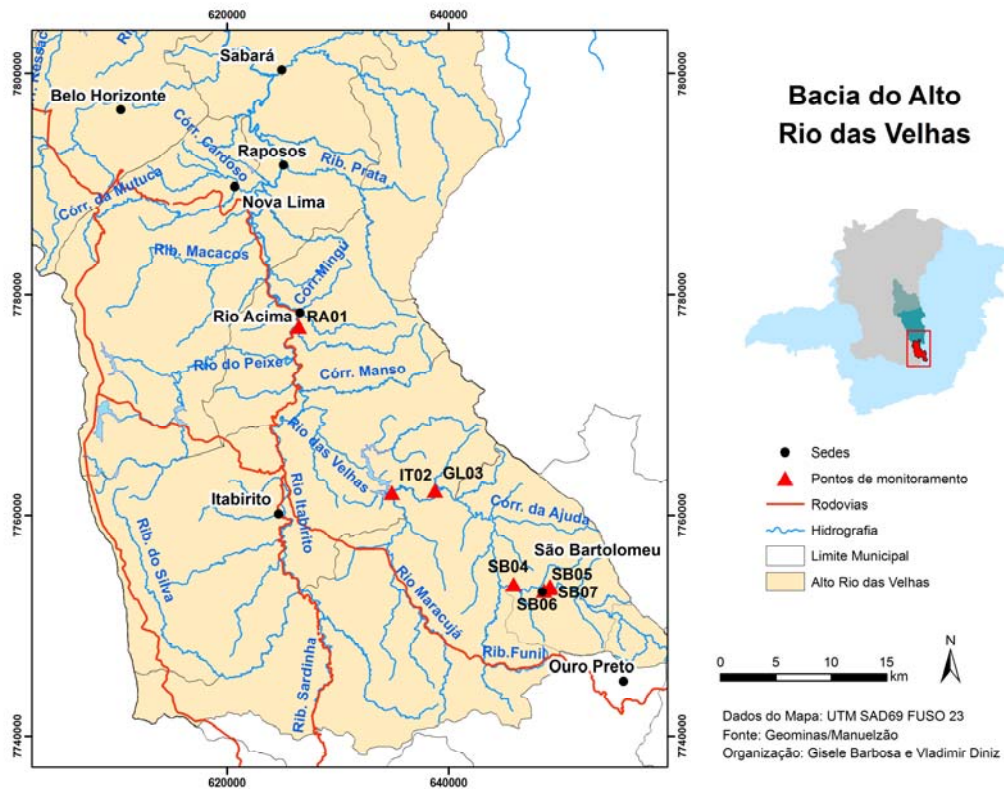 620000
640000
Rib.
Sabará
Belo Horizonte
Córr. Cardoso
Raposos
Rib. Prata
Córr. da Mutuca
Nova Lima
Rib. Macacos
Córr.Mingú
Rio Acima
RA01
Rio do Peixe
Córr. Manso
Rio das Velhas
IT02
GL03
Itabirito
Rio Itabirito
Córr. da Ajuda
São Bartolomeu
Rib. do Silva
SB04
SB05
SB07
SB06
Rio Maracujá
Rib.Funil
Ouro Preto
Rib. Sardinha
7800000
7780000
7760000
7740000
7800000
7780000
7760000
7740000
620000
640000
Bacia do Alto
Rio das Velhas
Sedes
Pontos de monitoramento
Rodovias
Hidrografia
Limite Municipal
Alto Rio das Velhas
0
5
10
15
km
N
Dados do Mapa: UTM SAD69 FUSO 23
Fonte: Geominas/Manuelzão
Organização: Gisele Barbosa e Vladimir Diniz